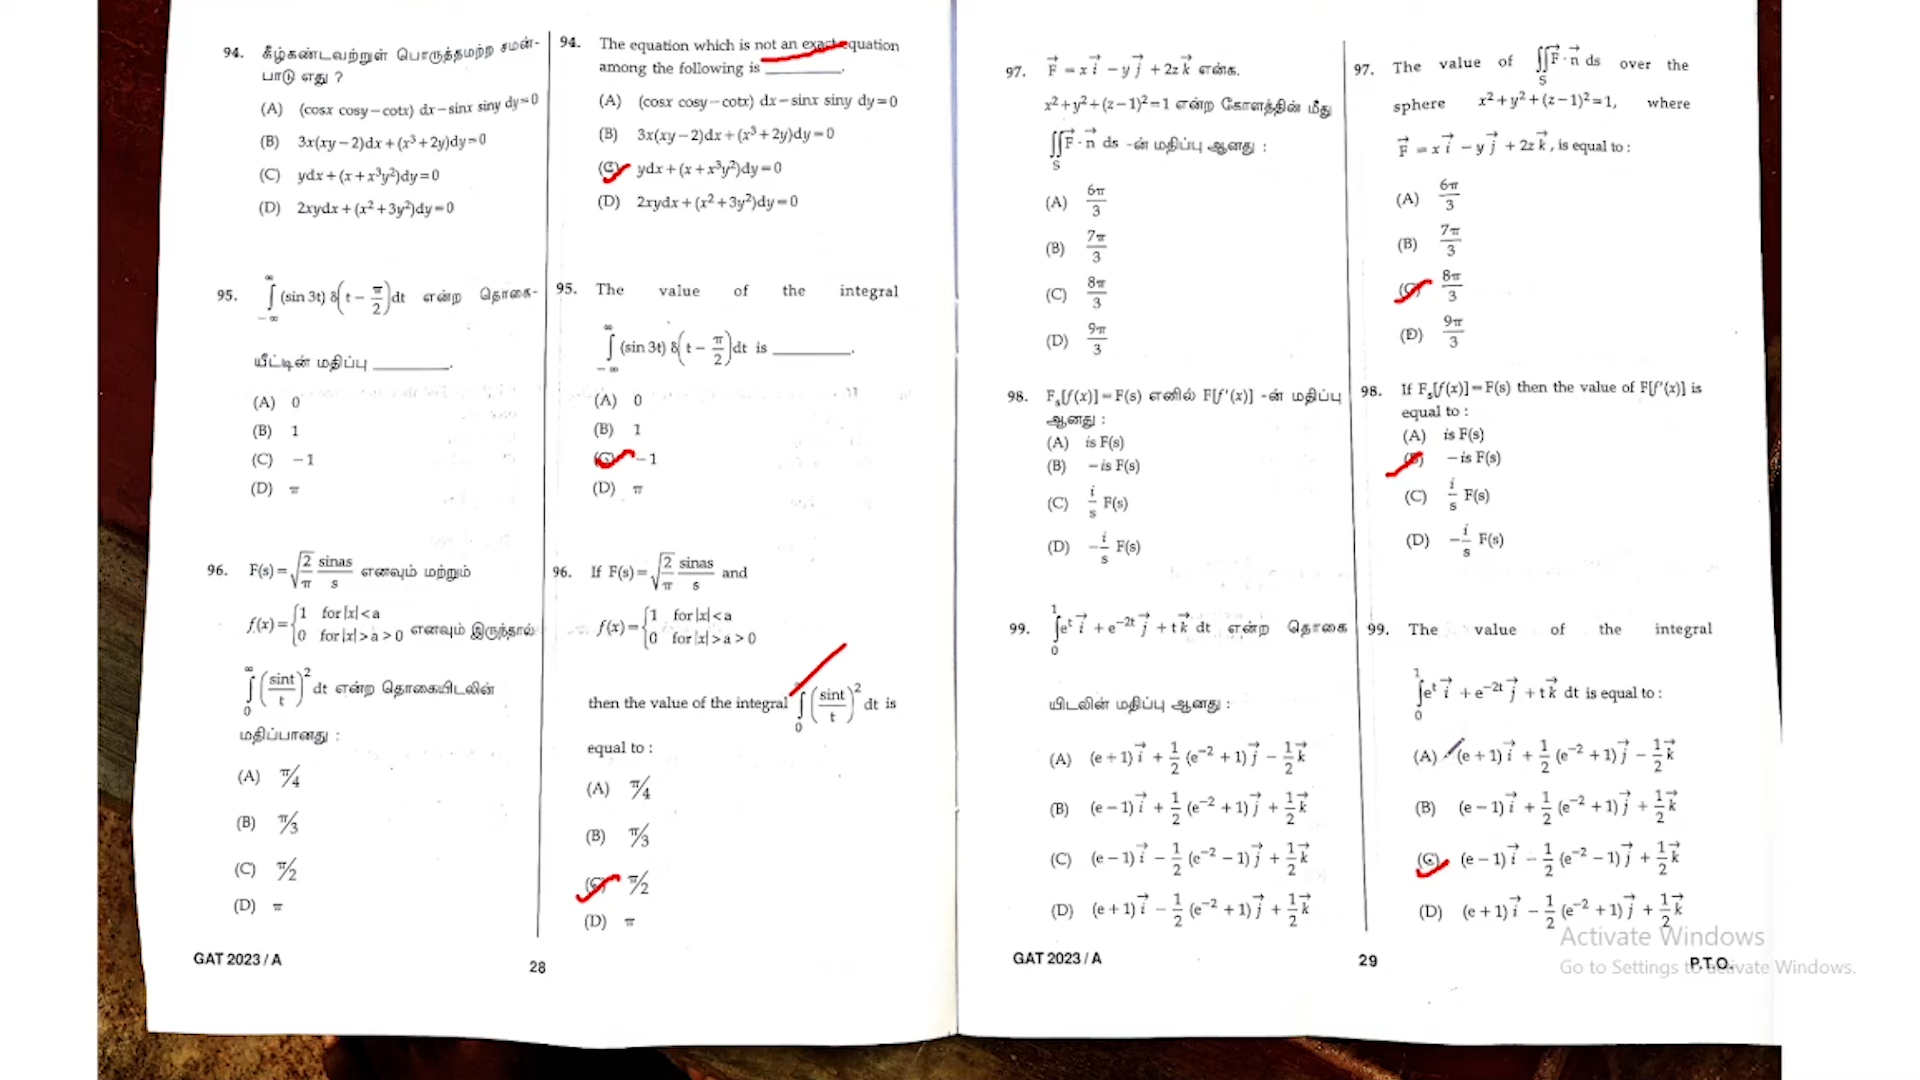 94. கீழ்கண்டவற்றுள் பொருத்தமற்ற சமன்-
பாடு எது ?
(A) (cosx cosy−cotx) dx−sinx siny dy=0
(B) 3x(xy−2)dx+(x³+2y)dy=0
(C) ydx+(x+x³y²)dy=0
(D) 2xydx+(x²+3y²)dy=0
95. ∫_{−∞}^{∞} (sin 3t) δ(t − π/2) dt என்ற தொகை-
யீட்டின் மதிப்பு ________.
(A) 0
(B) 1
(C) −1
(D) π
96. F(s)=√(2/π) sinas/s எனவும் மற்றும்
f(x)={1 for|x|<a
0 for|x|>a>0 எனவும் இருந்தால்
∫_0^∞ (sint/t)² dt என்ற தொகையிடலின்
மதிப்பானது :
(A) π/4
(B) π/3
(C) π/2
(D) π
GAT 2023 / A
94. The equation which is not an exact equation
among the following is ________.
(A) (cosx cosy−cotx) dx−sinx siny dy=0
(B) 3x(xy−2)dx+(x³+2y)dy=0
(C) ydx+(x+x³y²)dy=0
(D) 2xydx+(x²+3y²)dy=0
95. The value of the integral
∫_{−∞}^{∞} (sin 3t) δ(t − π/2) dt is ________.
(A) 0
(B) 1
(C) −1
(D) π
96. If F(s)=√(2/π) sinas/s and
f(x)={1 for|x|<a
0 for|x|>a>0
then the value of the integral ∫_0 (sint/t)² dt is
equal to :
(A) π/4
(B) π/3
(C) π/2
(D) π
28
97. F⃗ = x i⃗ − y j⃗ + 2z k⃗ என்க.
x²+y²+(z−1)²=1 என்ற கோளத்தின் மீது
∬_S F⃗ · n⃗ ds -ன் மதிப்பு ஆனது :
(A) 6π/3
(B) 7π/3
(C) 8π/3
(D) 9π/3
98. Fₛ[f(x)]=F(s) எனில் F[f′(x)] -ன் மதிப்பு
ஆனது :
(A) is F(s)
(B) −is F(s)
(C) i/s F(s)
(D) −i/s F(s)
99. ∫_0^1 eᵗ i⃗ + e⁻²ᵗ j⃗ + t k⃗ dt என்ற தொகை
யிடலின் மதிப்பு ஆனது :
(A) (e+1) i⃗ + 1/2 (e⁻²+1) j⃗ − 1/2 k⃗
(B) (e−1) i⃗ + 1/2 (e⁻²+1) j⃗ + 1/2 k⃗
(C) (e−1) i⃗ − 1/2 (e⁻²−1) j⃗ + 1/2 k⃗
(D) (e+1) i⃗ − 1/2 (e⁻²+1) j⃗ + 1/2 k⃗
GAT 2023 / A
29
97. The value of ∬_S F⃗ · n⃗ ds over the
sphere x²+y²+(z−1)²=1, where
F⃗ = x i⃗ − y j⃗ + 2z k⃗, is equal to :
(A) 6π/3
(B) 7π/3
(C) 8π/3
(D) 9π/3
98. If Fₛ[f(x)]=F(s) then the value of F[f′(x)] is
equal to :
(A) is F(s)
(B) −is F(s)
(C) i/s F(s)
(D) −i/s F(s)
99. The value of the integral
∫_0^1 eᵗ i⃗ + e⁻²ᵗ j⃗ + t k⃗ dt is equal to :
(A) (e+1) i⃗ + 1/2 (e⁻²+1) j⃗ − 1/2 k⃗
(B) (e−1) i⃗ + 1/2 (e⁻²+1) j⃗ + 1/2 k⃗
(C) (e−1) i⃗ − 1/2 (e⁻²−1) j⃗ + 1/2 k⃗
(D) (e+1) i⃗ − 1/2 (e⁻²+1) j⃗ + 1/2 k⃗
P.T.O.
Activate Windows
Go to Settings to activate Windows.